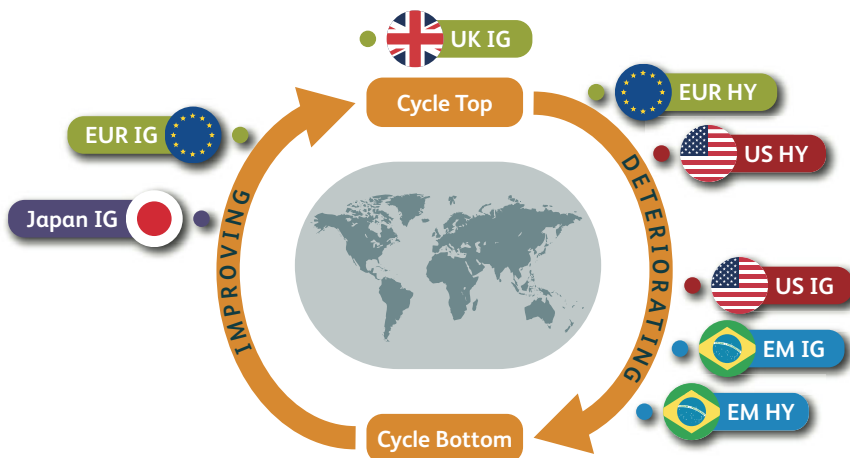 UK IG
Cycle Top
EUR HY
EUR IG
US HY
DETERIORATING
Japan IG
IMPROVING
US IG
EM IG
EM HY
Cycle Bottom